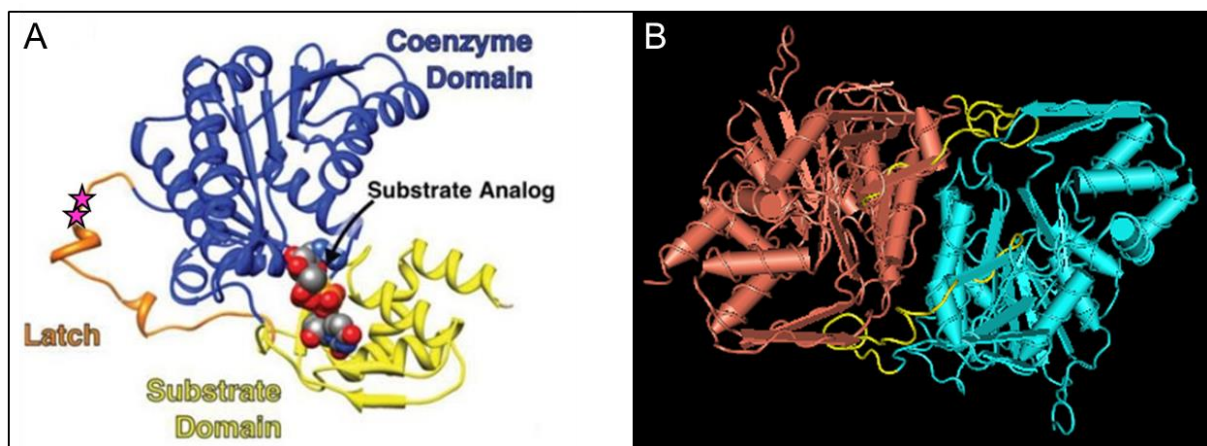 A
Coenzyme
Domain
Substrate Analog
Latch
Substrate
Domain
B